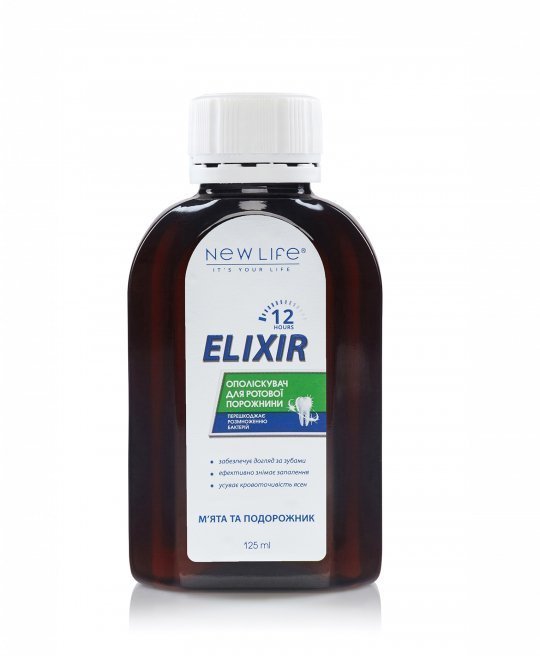 NEW LIFE®
IT'S YOUR LIFE
12
HOURS
ELIXIR
ОПОЛІСКУВАЧ
ДЛЯ РОТОВОЇ
ПОРОЖНИНИ
ПЕРЕШКОДЖАЄ
РОЗМНОЖЕННЮ
БАКТЕРІЙ
• забезпечує догляд за зубами
• ефективно знімає запалення
• усуває кровоточивість ясен
М'ЯТА ТА ПОДОРОЖНИК
125 ml